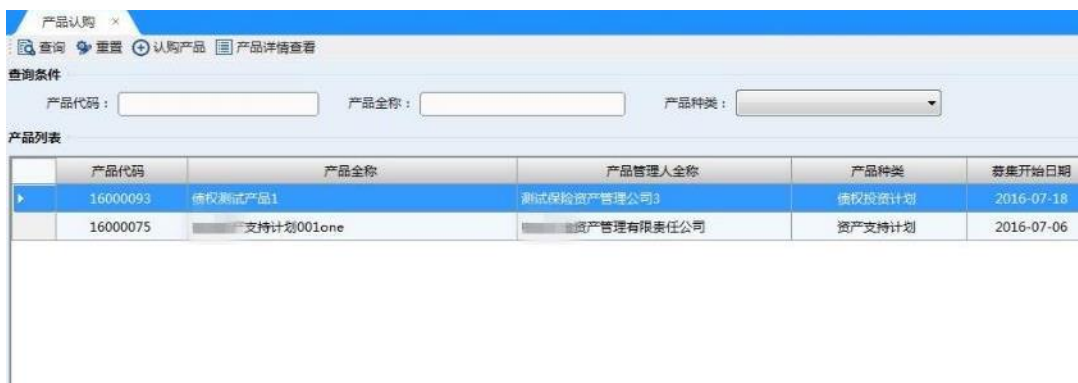 产品认购 ×
查询 重置 认购产品 产品详情查看
查询条件
产品代码： 产品全称： 产品种类：
产品列表
产品代码 产品全称 产品管理人全称 产品种类 募集开始日期
16000093 债权测试产品1 测试保险资产管理公司3 债权投资计划 2016-07-18
16000075 支持计划001one 资产管理有限责任公司 资产支持计划 2016-07-06